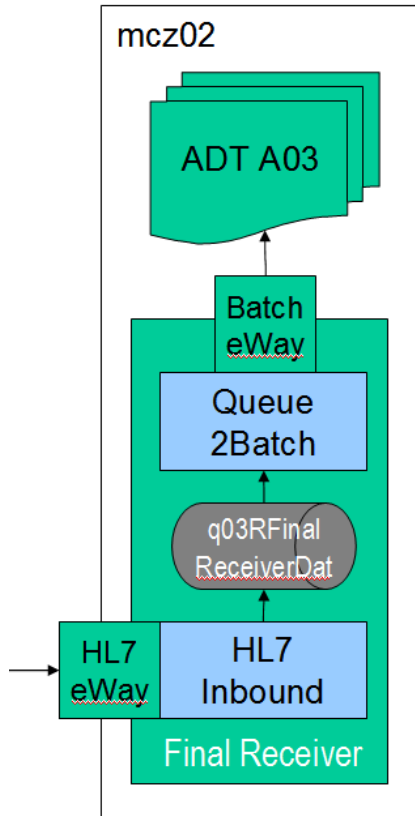 mcz02
ADT A03
Batch
eWay
Queue
2Batch
q03RFinal
ReceiverDat
HL7
eWay
HL7
Inbound
Final Receiver